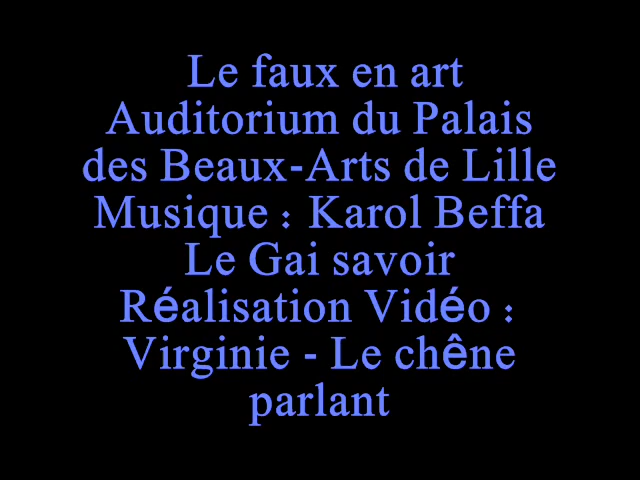 Le faux en art
Auditorium du Palais
des Beaux-Arts de Lille
Musique : Karol Beffa
Le Gai savoir
Réalisation Vidéo :
Virginie - Le chêne
parlant